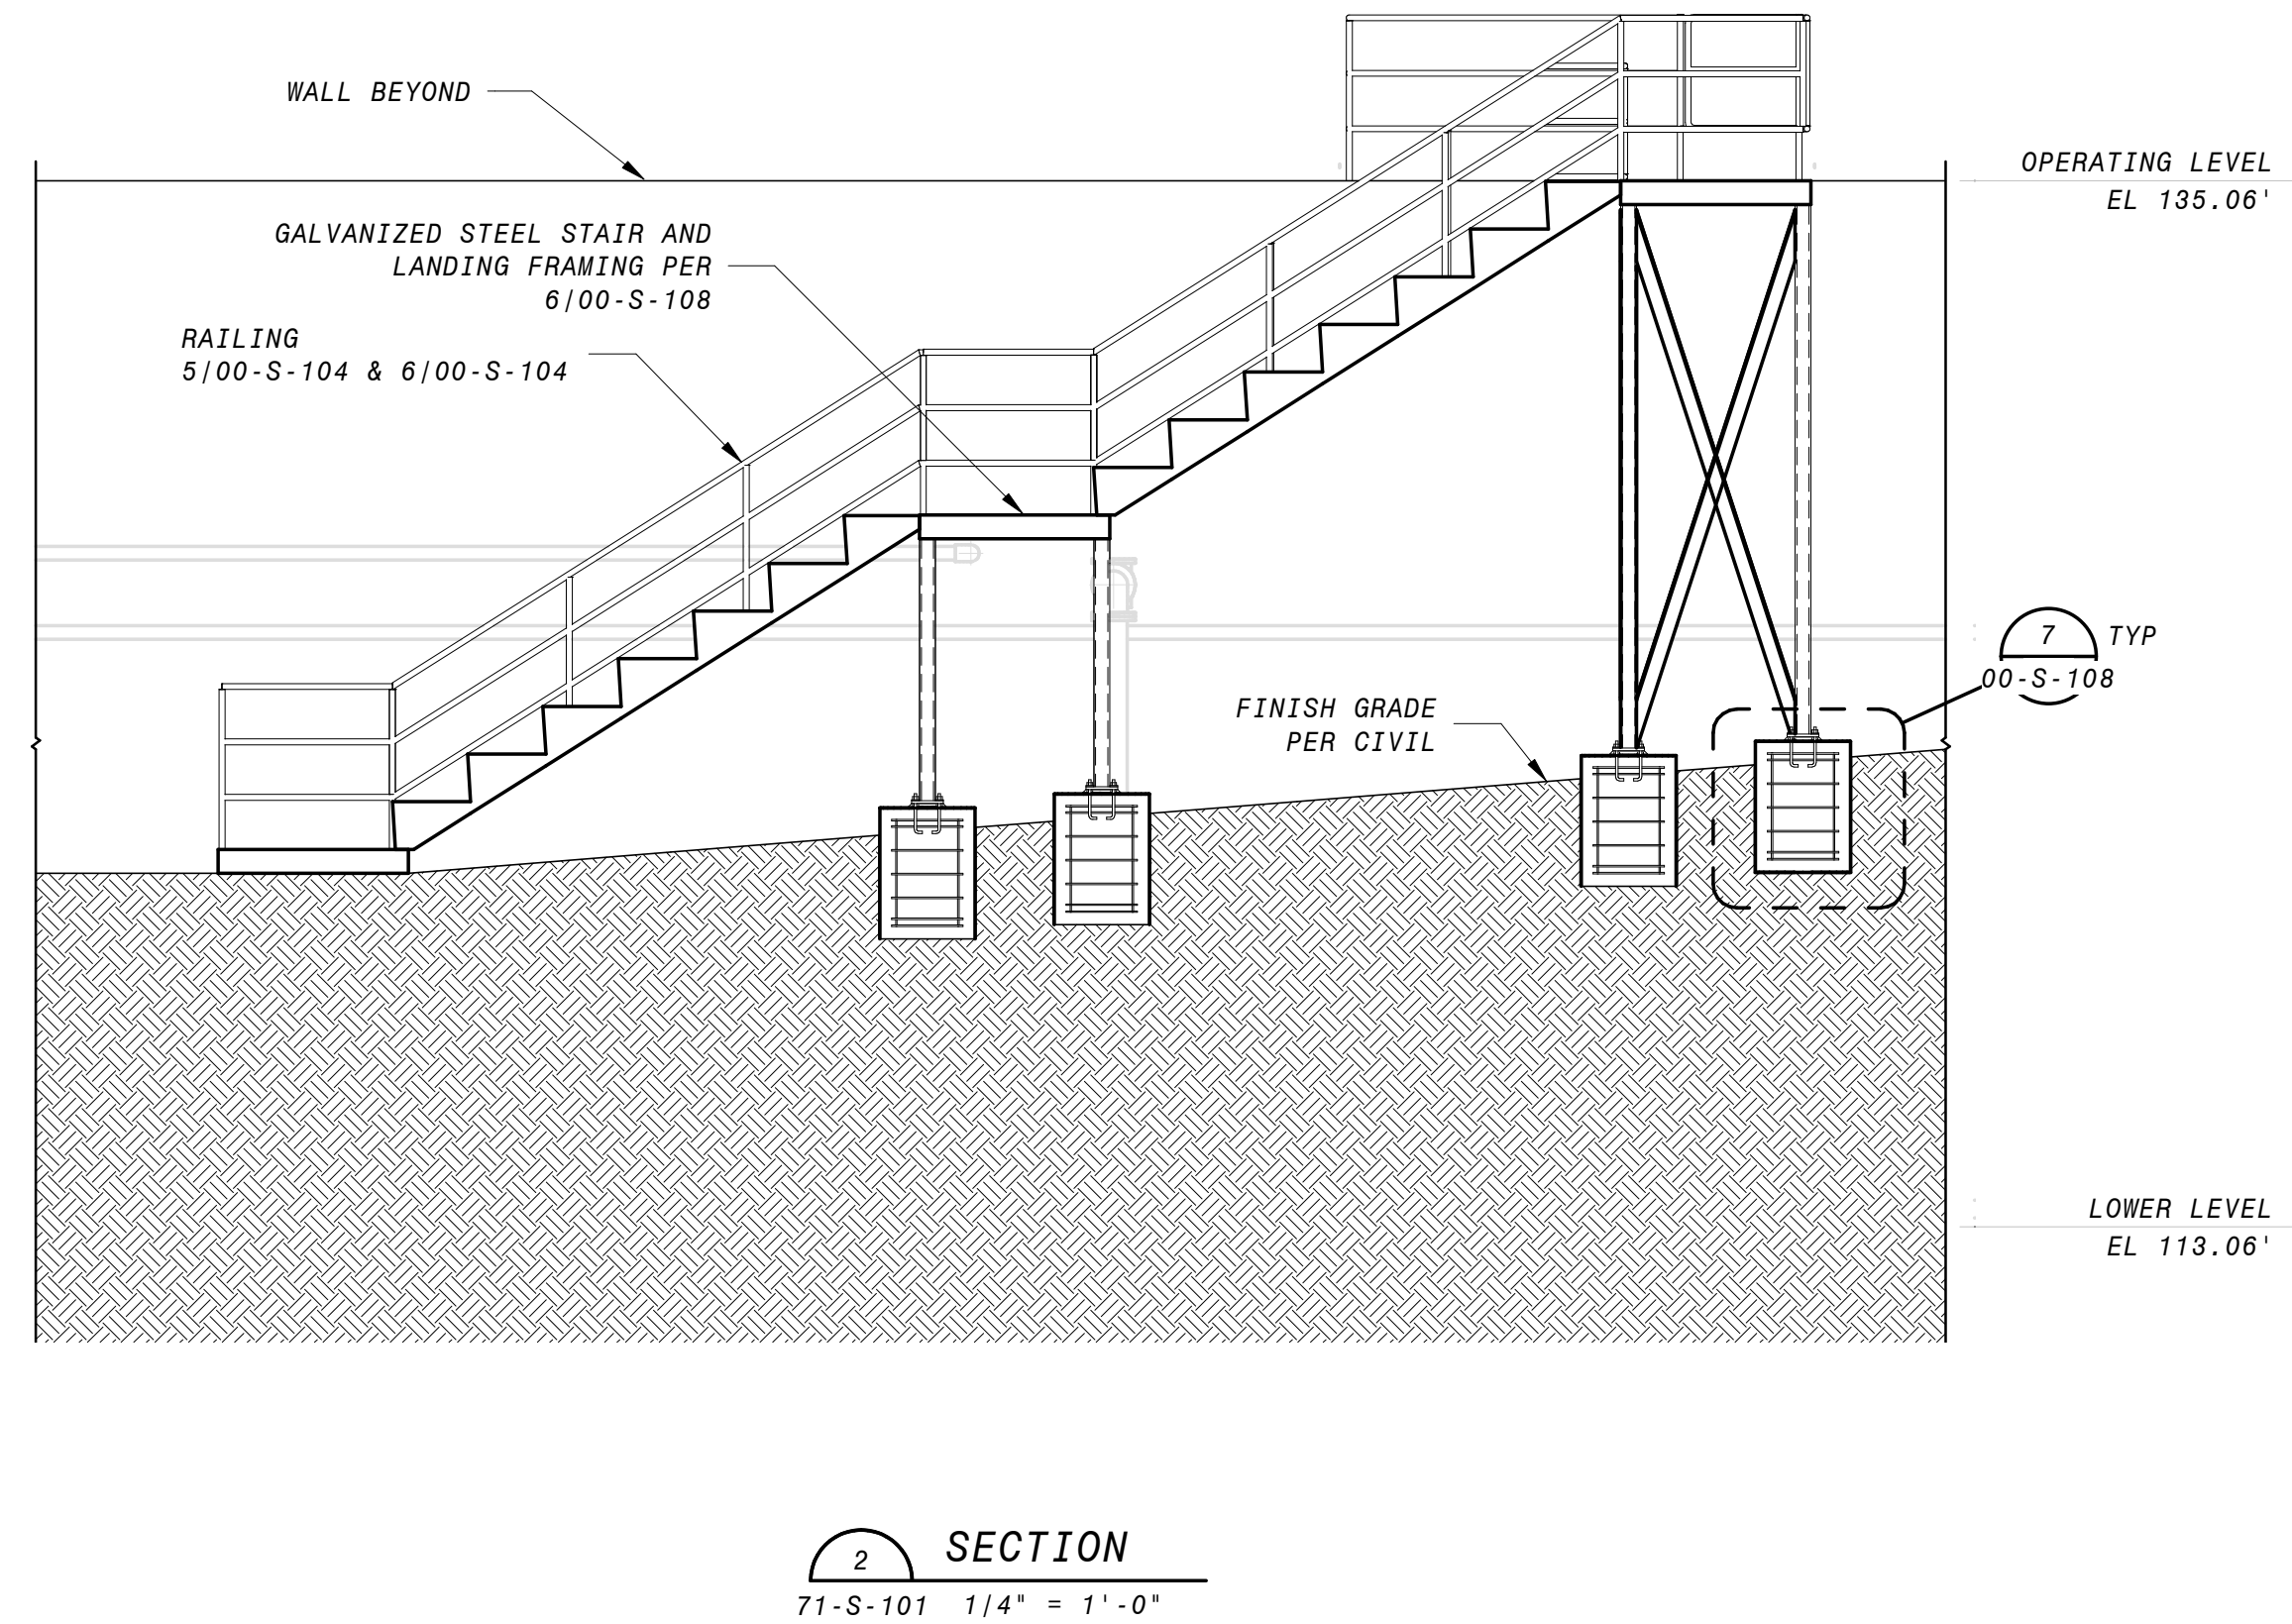 WALL BEYOND
OPERATING LEVEL
EL 135.06'
GALVANIZED STEEL STAIR AND
LANDING FRAMING PER
6/00-S-108
RAILING
5/00-S-104 & 6/00-S-104
7 TYP
00-S-108
FINISH GRADE
PER CIVIL
LOWER LEVEL
EL 113.06'
2 SECTION
71-S-101 1/4" = 1'-0"